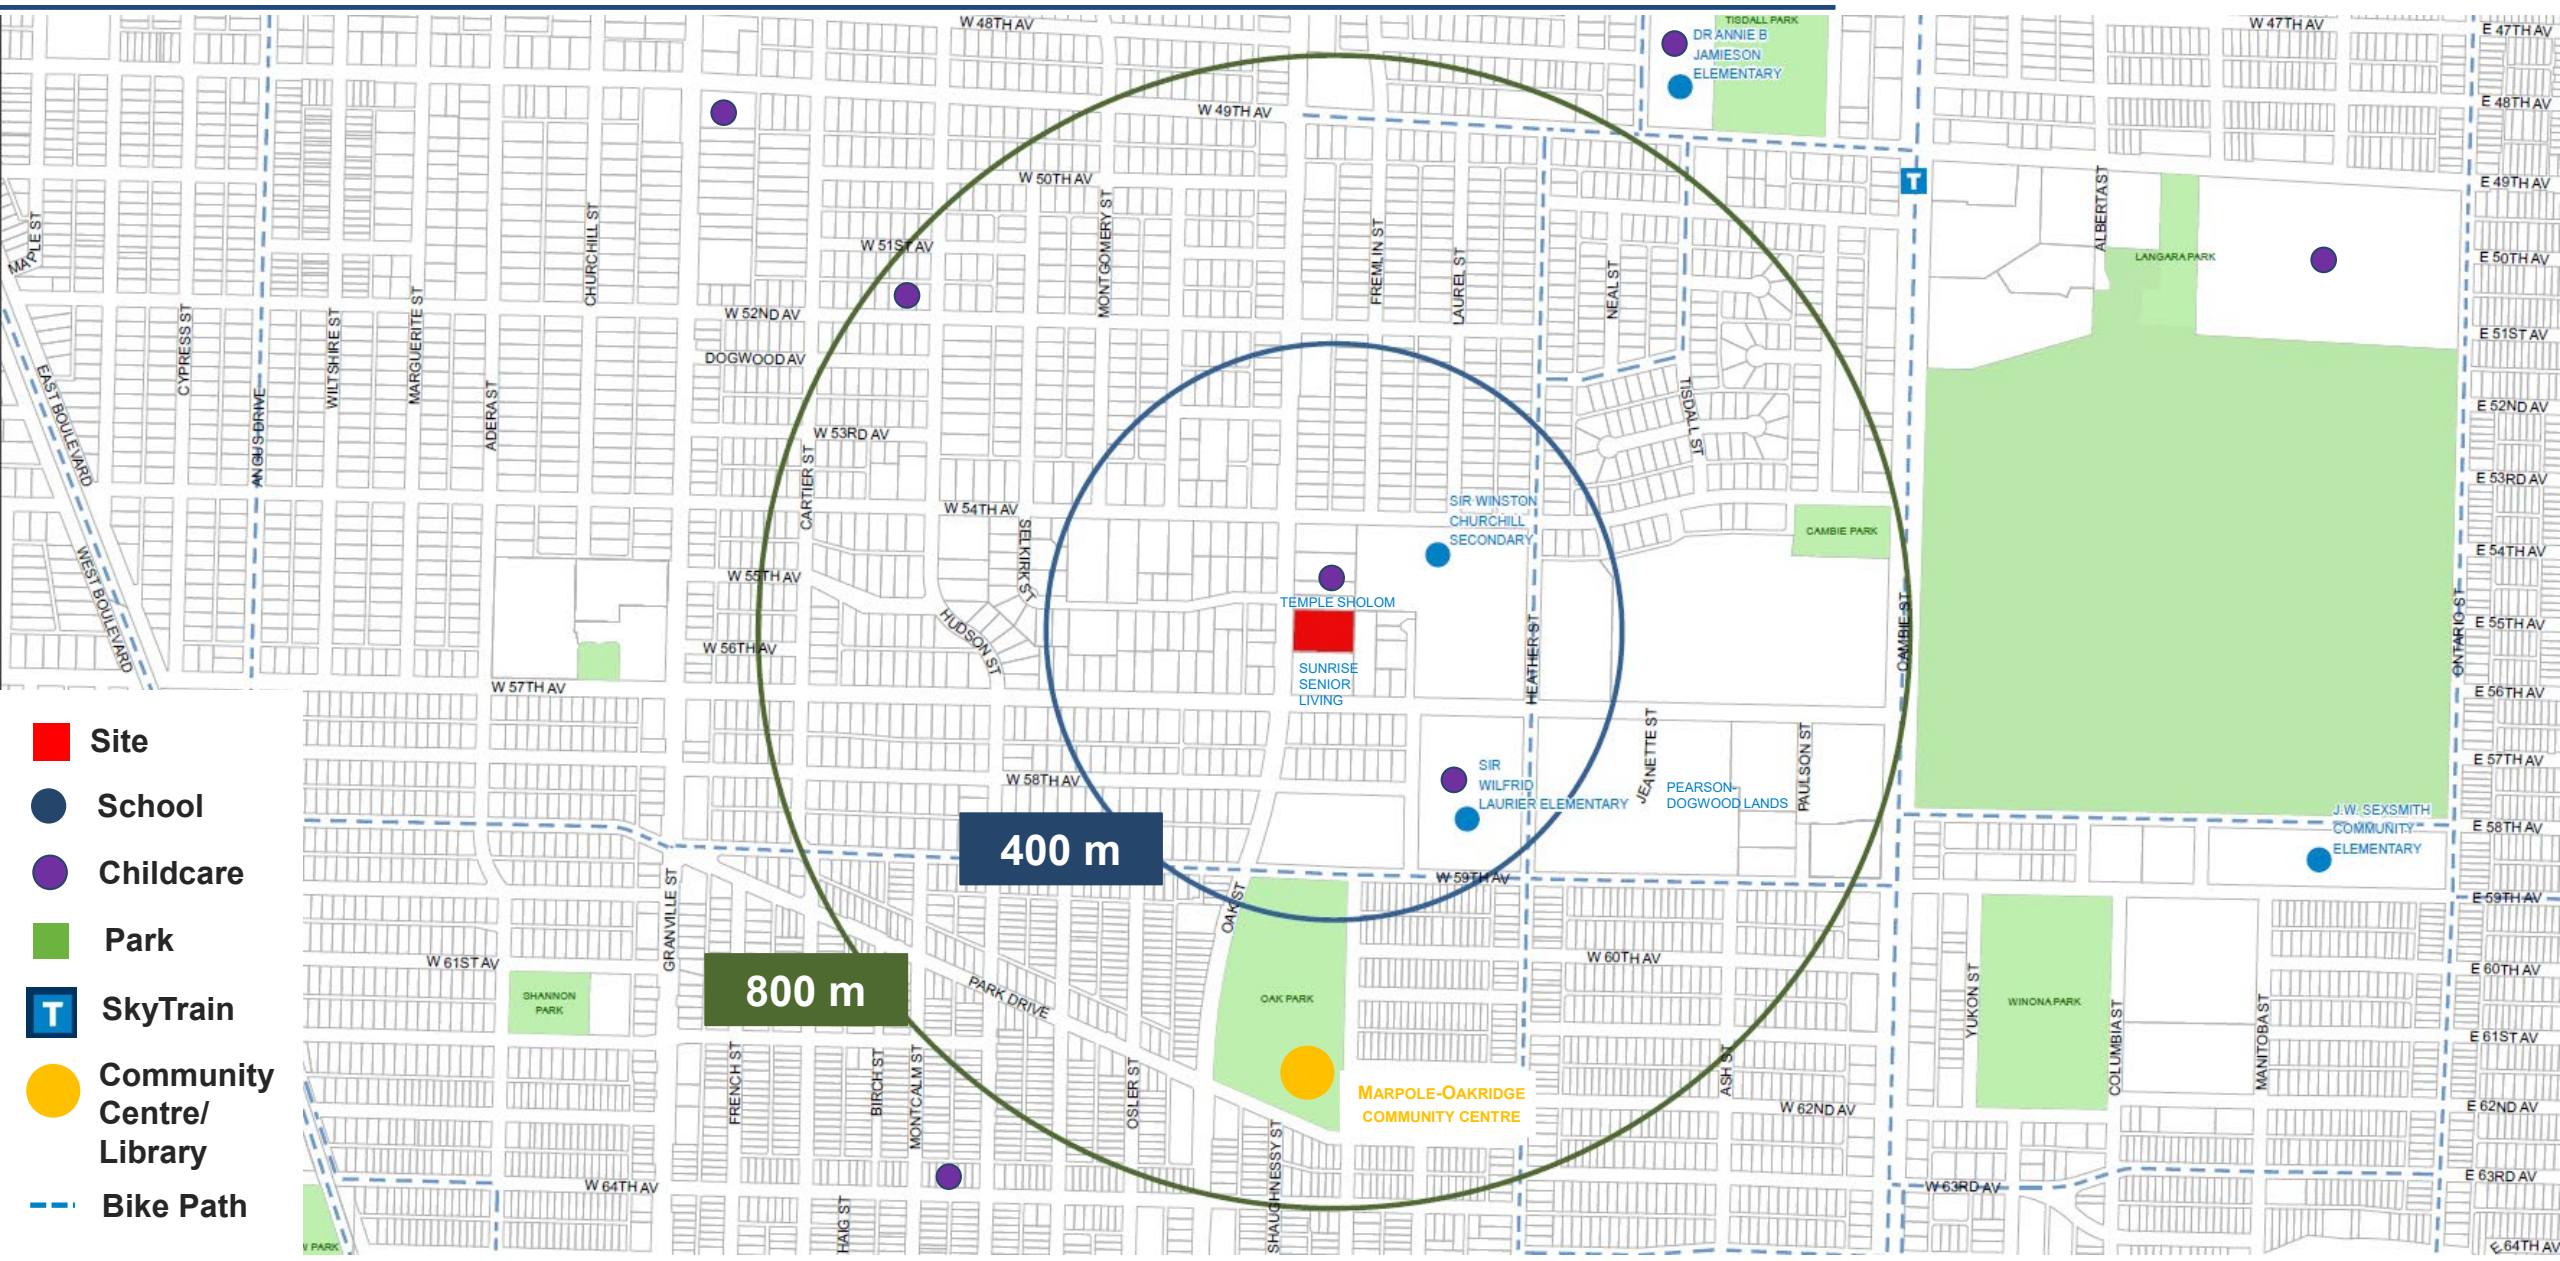 W 48TH AV
TISDALL PARK
W 47TH AV
E 47TH AV
DR ANNIE B
JAMIESON
ELEMENTARY
E 48TH AV
W 49TH AV
T
E 49TH AV
W 50TH AV
MAPLE ST
CHURCHILL ST
MONTGOMERY ST
FREMLIN ST
LAUREL ST
NEAL ST
ALBERTA ST
W 51ST AV
LANGARA PARK
E 50TH AV
W 52ND AV
E 51ST AV
DOGWOOD AV
CYPRESS ST
ANGUS DRIVE
WILTSHIRE ST
MARGUERITE ST
ADERA ST
EAST BOULEVARD
WEST BOULEVARD
TISDALL ST
E 52ND AV
W 53RD AV
CARTIER ST
E 53RD AV
W 54TH AV
SELKIRK ST
SIR WINSTON
CHURCHILL
SECONDARY
CAMBIE PARK
E 54TH AV
W 55TH AV
TEMPLE SHOLOM
HUDSON ST
HEATHER ST
CAMBIE ST
ONTARIO ST
E 55TH AV
W 56TH AV
SUNRISE
SENIOR
LIVING
W 57TH AV
E 56TH AV
JEANETTE ST
PAULSON ST
E 57TH AV
W 58TH AV
SIR
WILFRID
LAURIER ELEMENTARY
PEARSON-
DOGWOOD LANDS
J.W. SEXSMITH
COMMUNITY
ELEMENTARY
E 58TH AV
400 m
W 59TH AV
E 59TH AV
GRANVILLE ST
OAK ST
W 61ST AV
W 60TH AV
E 60TH AV
SHANNON
PARK
800 m
PARK DRIVE
OAK PARK
YUKON ST
WINONA PARK
COLUMBIA ST
MANITOBA ST
E 61ST AV
FRENCH ST
BIRCH ST
MONTCALM ST
OSLER ST
MARPOLE-OAKRIDGE
COMMUNITY CENTRE
ASH ST
W 62ND AV
E 62ND AV
SHAUGHNESSY ST
W 64TH AV
HAIG ST
W 63RD AV
E 63RD AV
W PARK
E 64TH AV
Site
School
Childcare
Park
T SkyTrain
Community
Centre/
Library
Bike Path